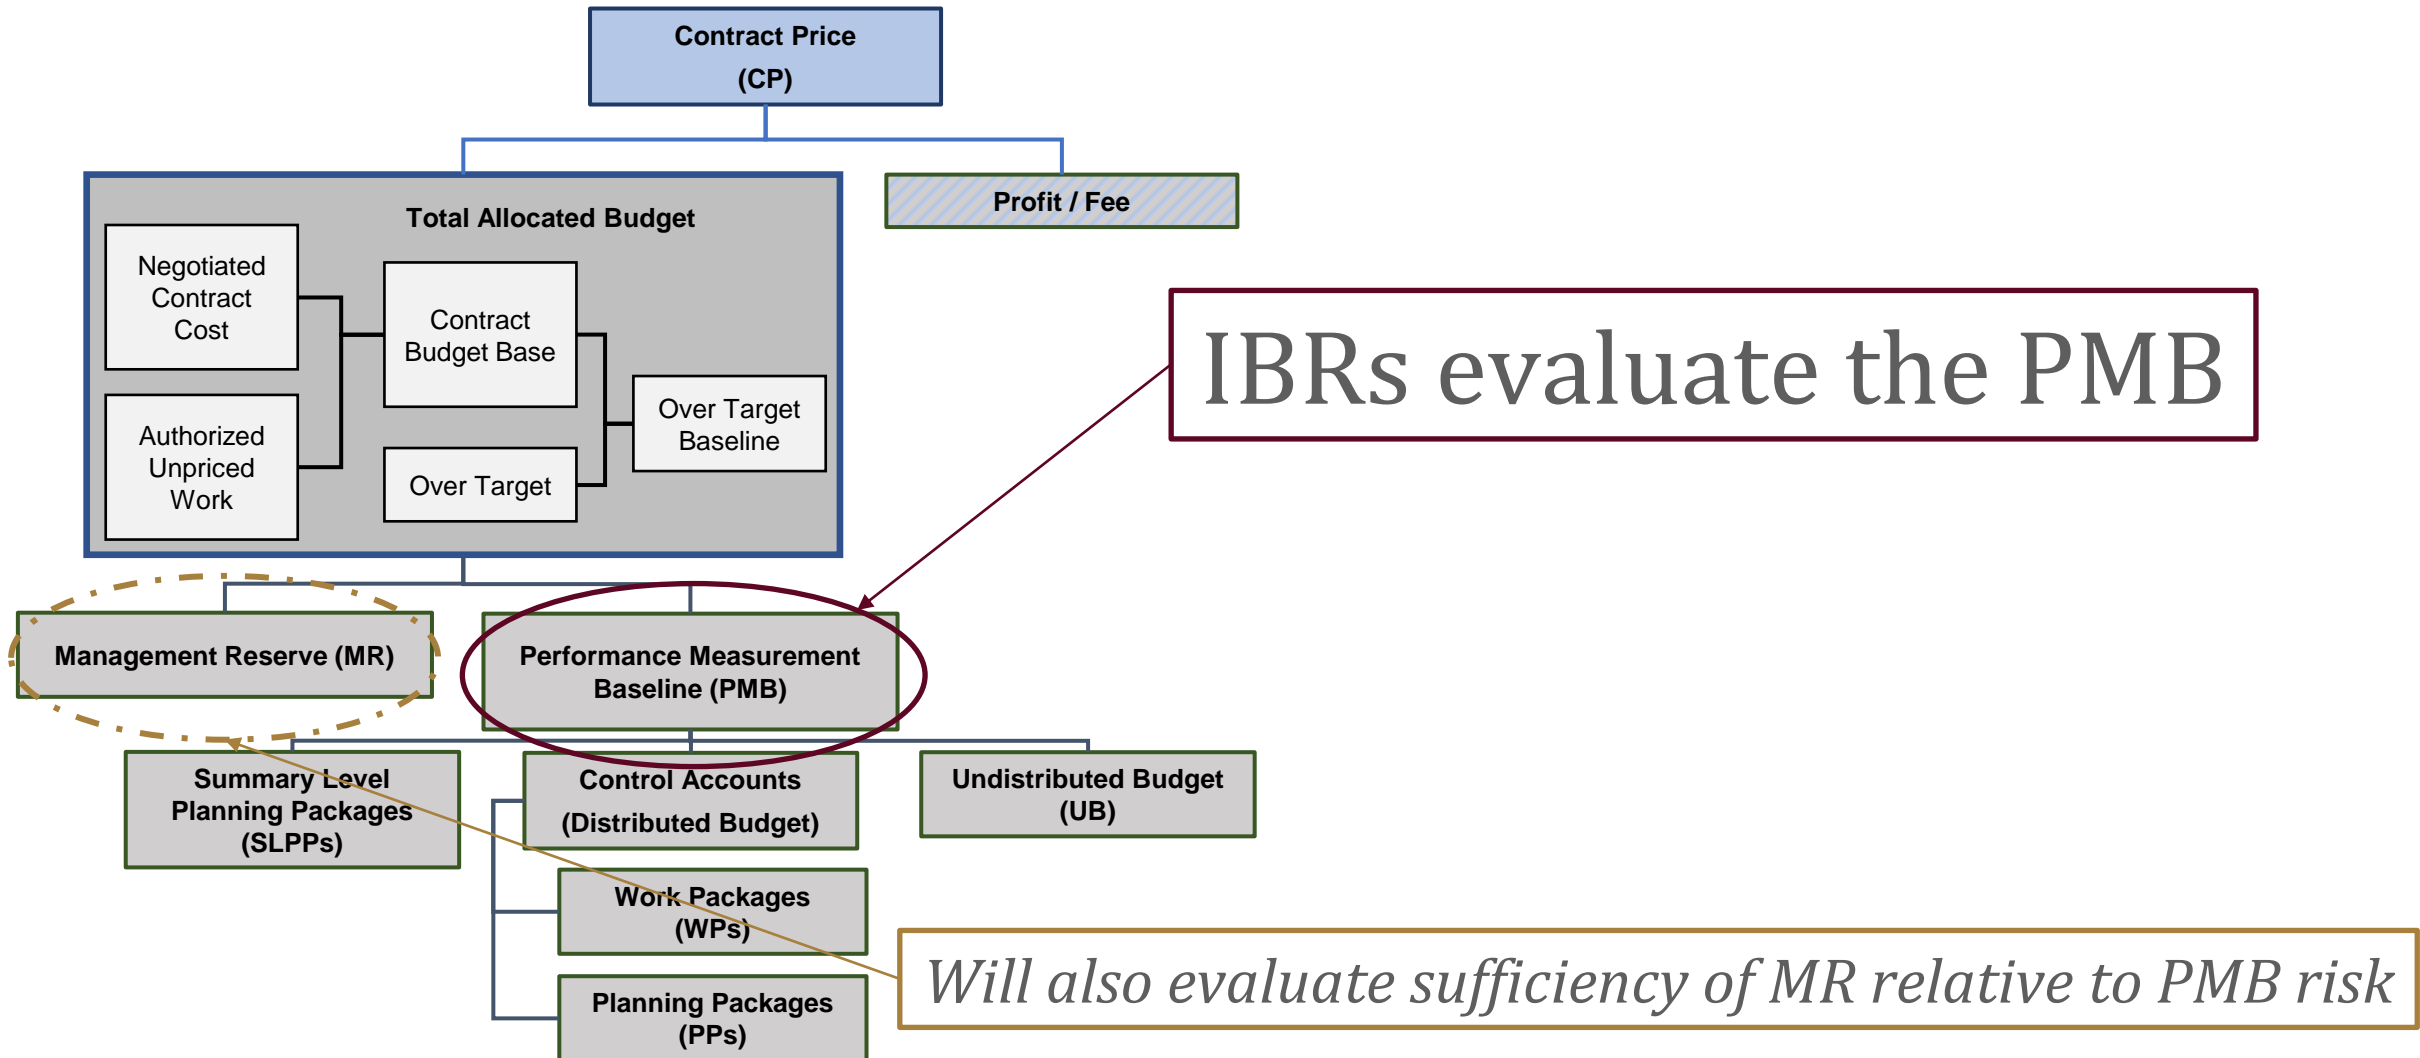 Contract Price
(CP)
Total Allocated Budget
Profit / Fee
Negotiated
Contract
Cost
Contract
Budget Base
Authorized
Unpriced
Work
Over Target
Over Target
Baseline
IBRs evaluate the PMB
Management Reserve (MR)
Performance Measurement
Baseline (PMB)
Summary Level
Planning Packages
(SLPPs)
Control Accounts
(Distributed Budget)
Undistributed Budget
(UB)
Work Packages
(WPs)
Planning Packages
(PPs)
Will also evaluate sufficiency of MR relative to PMB risk